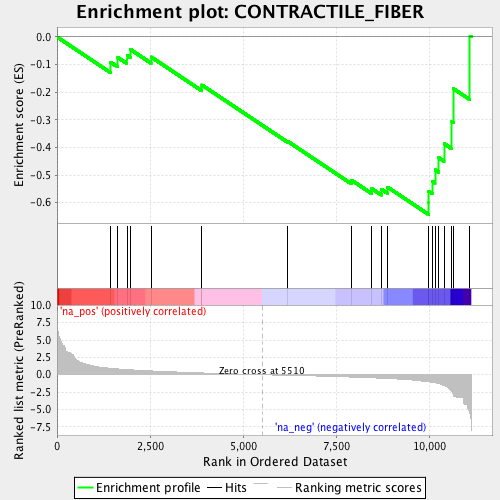 Enrichment plot: CONTRACTILE_FIBER
Enrichment score (ES)
0.0
-0.1
-0.2
-0.3
-0.4
-0.5
-0.6
Ranked list metric (PreRanked)
10.0
7.5
5.0
2.5
0.0
-2.5
-5.0
-7.5
'na_pos' (positively correlated)
Zero cross at 5510
'na_neg' (negatively correlated)
0
2,500
5,000
7,500
10,000
Rank in Ordered Dataset
Enrichment profile
Hits
Ranking metric scores